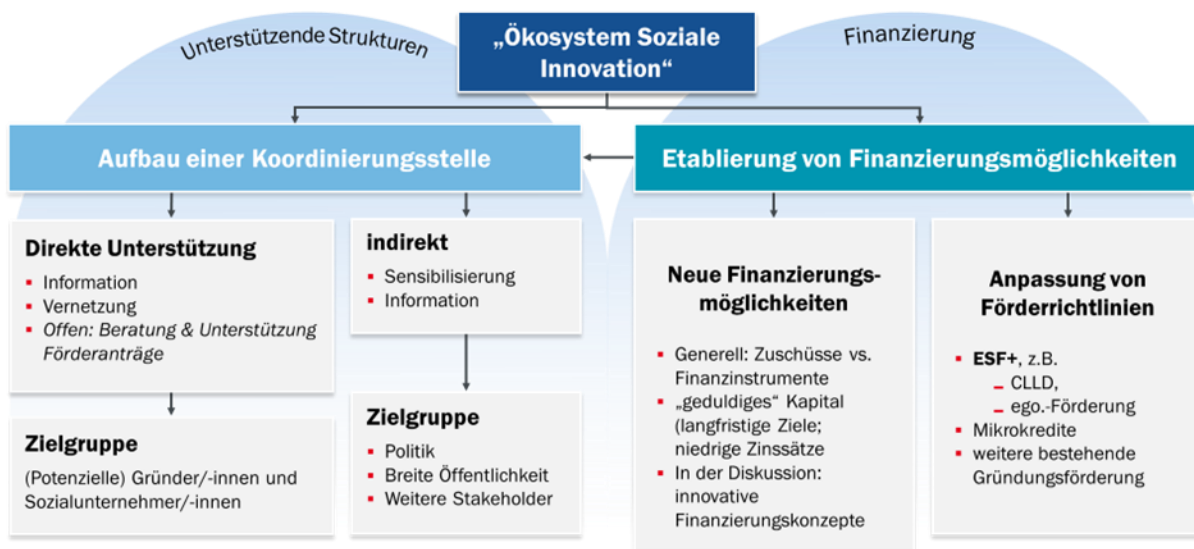 Unterstützende Strukturen
„Ökosystem Soziale
Innovation“
Finanzierung
Aufbau einer Koordinierungsstelle
Etablierung von Finanzierungsmöglichkeiten
Direkte Unterstützung
▪ Information
▪ Vernetzung
▪ Offen: Beratung & Unterstützung
Förderanträge
Zielgruppe
(Potenzielle) Gründer/-innen und
Sozialunternehmer/-innen
indirekt
▪ Sensibilisierung
▪ Information
Zielgruppe
▪ Politik
▪ Breite Öffentlichkeit
▪ Weitere Stakeholder
Neue Finanzierungs-
möglichkeiten
▪ Generell: Zuschüsse vs.
Finanzinstrumente
▪ „geduldiges“ Kapital
(langfristige Ziele;
niedrige Zinssätze
▪ In der Diskussion:
innovative
Finanzierungskonzepte
Anpassung von
Förderrichtlinien
▪ ESF+, z.B.
– CLLD,
– ego.-Förderung
▪ Mikrokredite
▪ weitere bestehende
Gründungsförderung